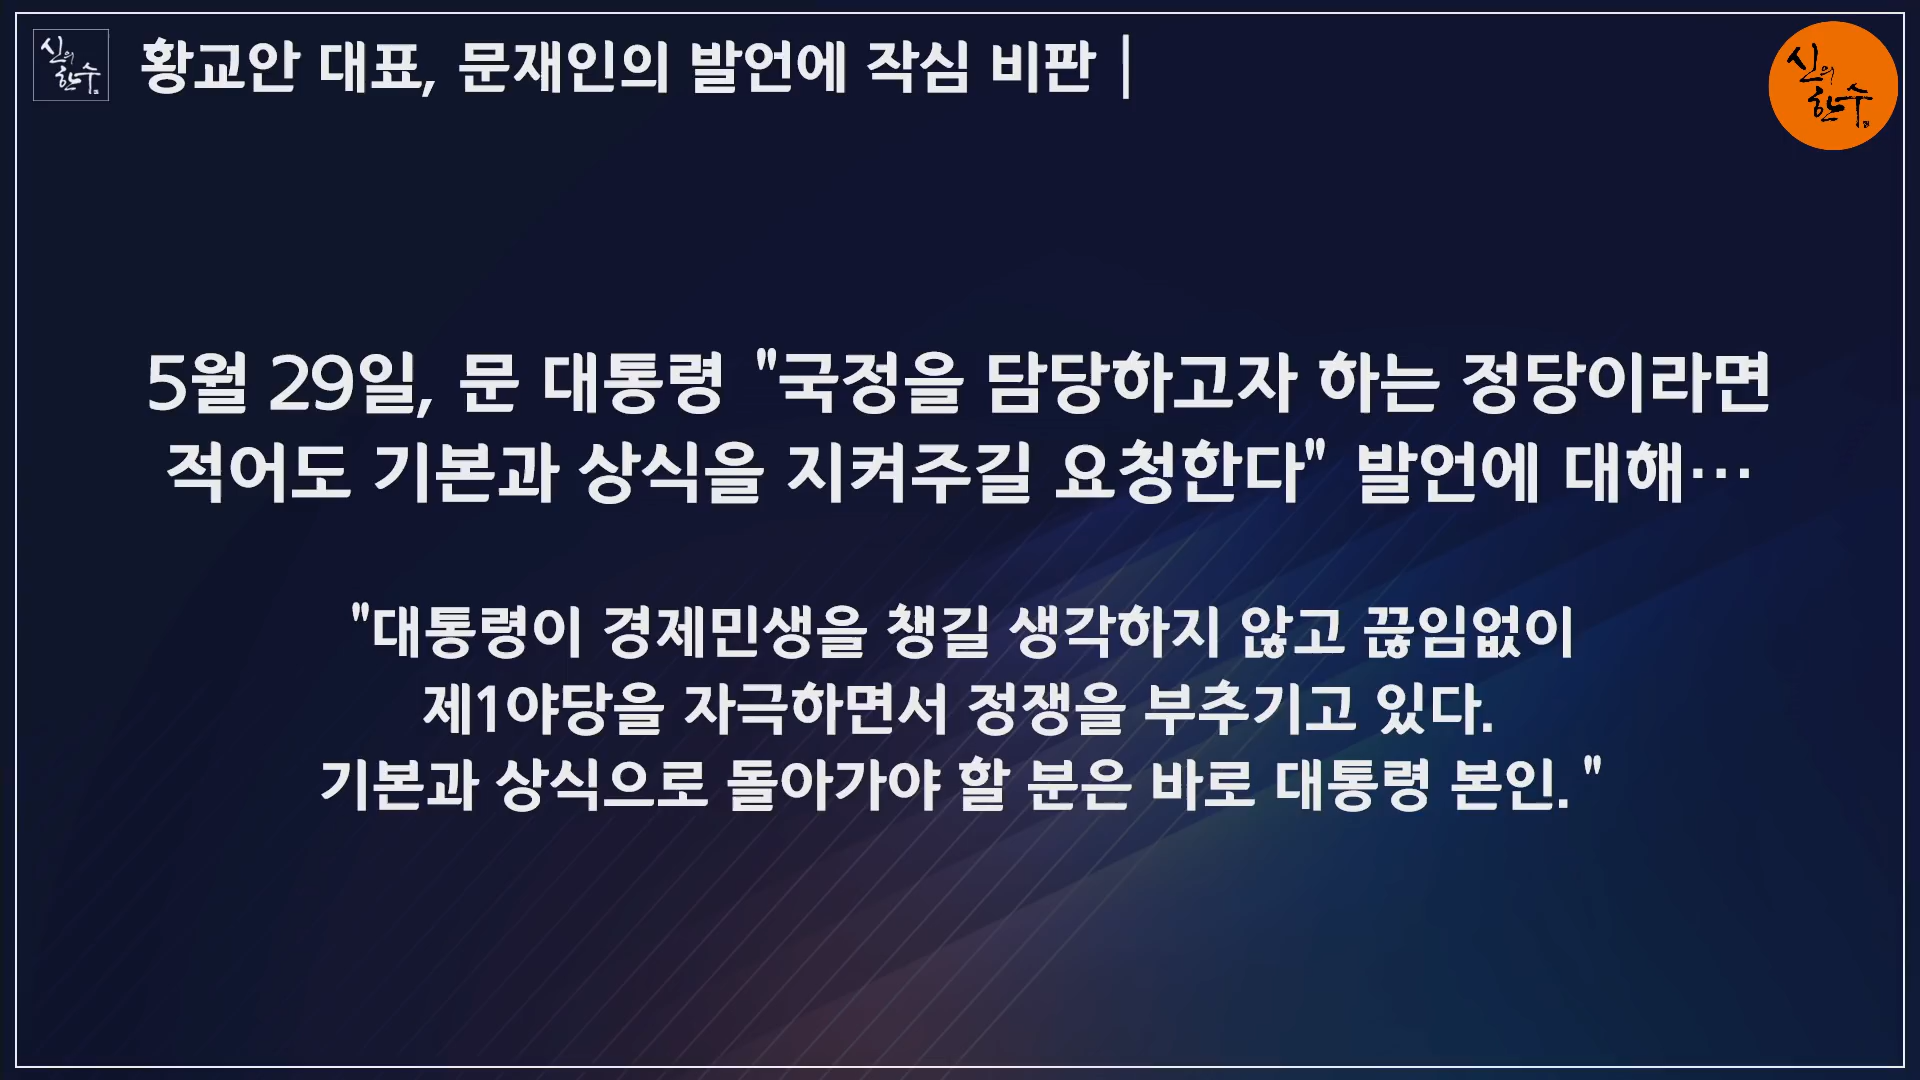 신의한수
황교안 대표, 문재인의 발언에 작심 비판
신의한수
5월 29일, 문 대통령 "국정을 담당하고자 하는 정당이라면
적어도 기본과 상식을 지켜주길 요청한다" 발언에 대해…
"대통령이 경제민생을 챙길 생각하지 않고 끊임없이
제1야당을 자극하면서 정쟁을 부추기고 있다.
기본과 상식으로 돌아가야 할 분은 바로 대통령 본인. "